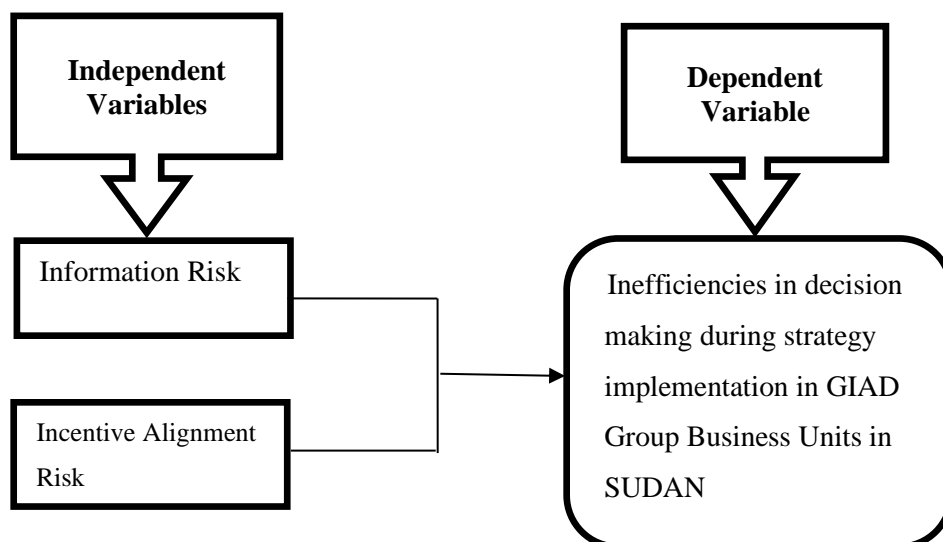 Independent
Variables
Dependent
Variable
Information Risk
Incentive Alignment
Risk
Inefficiencies in decision
making during strategy
implementation in GIAD
Group Business Units in
SUDAN